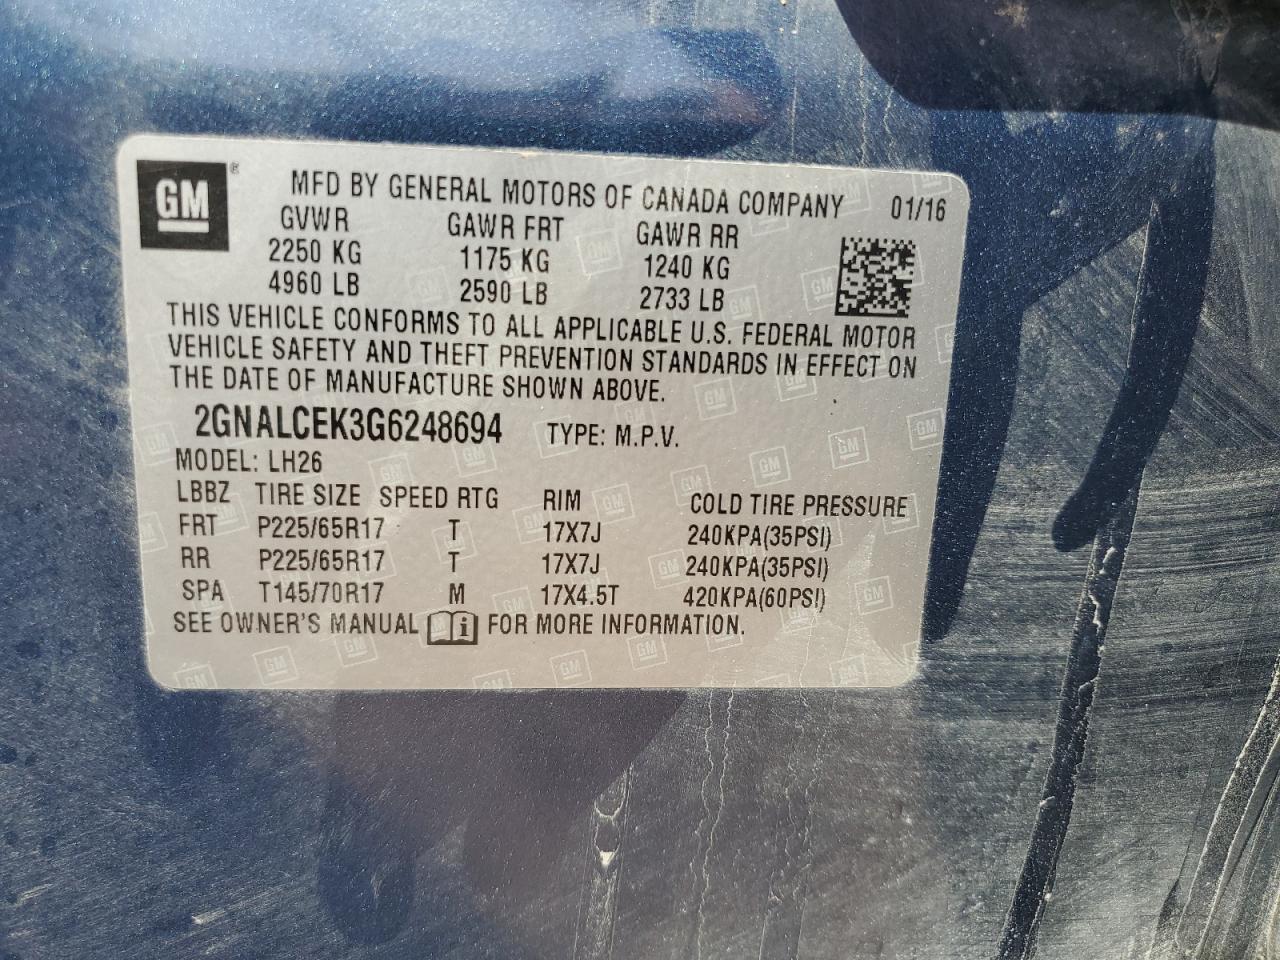 GM ® MFD BY GENERAL MOTORS OF CANADA COMPANY 01/16
GVWR GAWR FRT GAWR RR
2250 KG 1175 KG 1240 KG
4960 LB 2590 LB 2733 LB
THIS VEHICLE CONFORMS TO ALL APPLICABLE U.S. FEDERAL MOTOR
VEHICLE SAFETY AND THEFT PREVENTION STANDARDS IN EFFECT ON
THE DATE OF MANUFACTURE SHOWN ABOVE.
2GNALCEK3G6248694 TYPE: M.P.V.
MODEL: LH26
LBBZ TIRE SIZE SPEED RTG RIM COLD TIRE PRESSURE
FRT P225/65R17 T 17X7J 240KPA(35PSI)
RR P225/65R17 T 17X7J 240KPA(35PSI)
SPA T145/70R17 M 17X4.5T 420KPA(60PSI)
SEE OWNER'S MANUAL i FOR MORE INFORMATION.